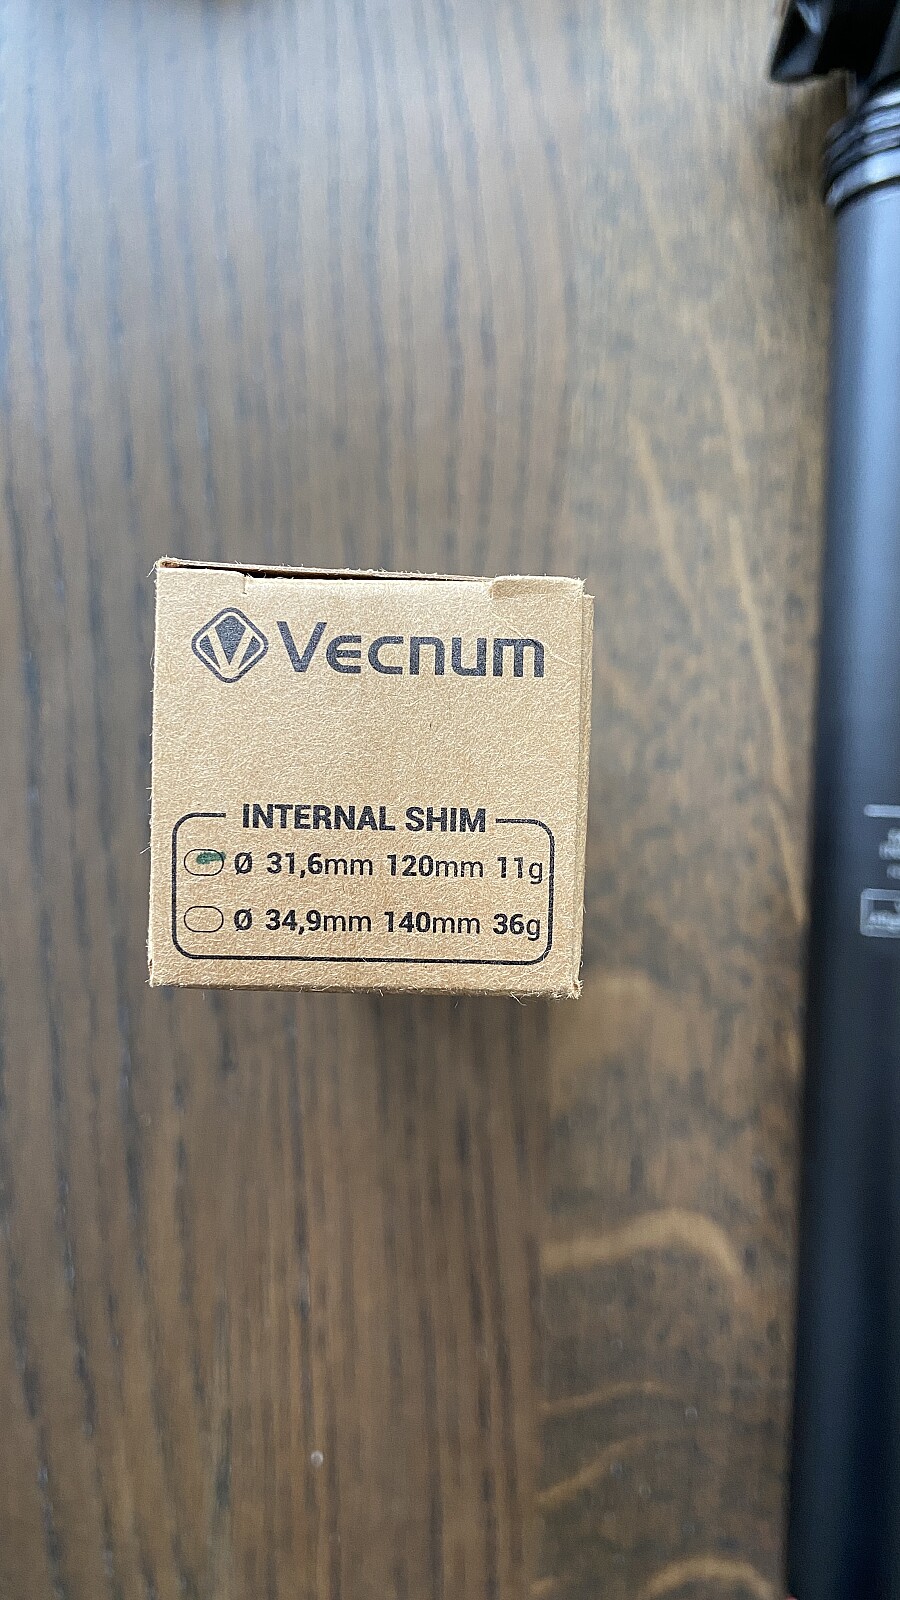 Vecnum
INTERNAL SHIM
Ø 31,6mm 120mm 11g
Ø 34,9mm 140mm 36g